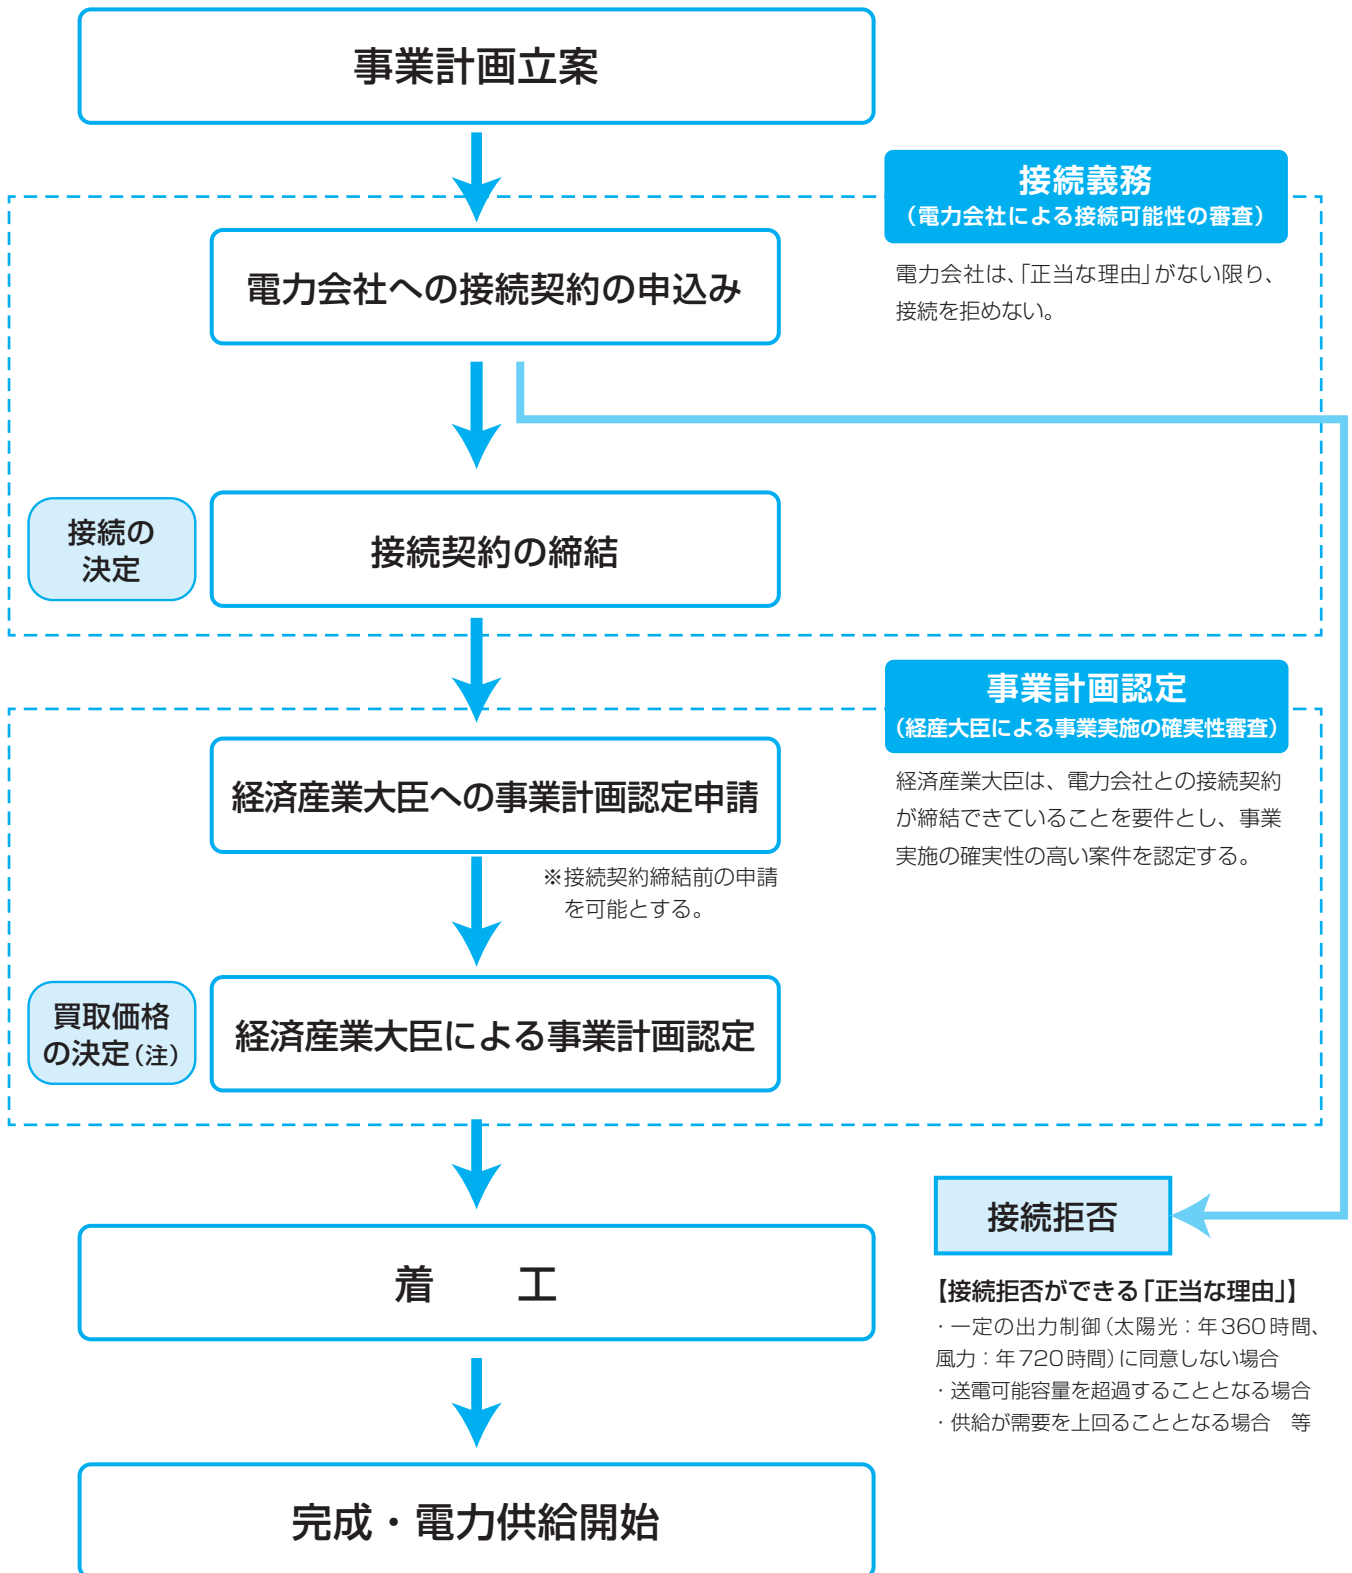 事業計画立案
接続義務
(電力会社による接続可能性の審査)
電力会社は、「正当な理由」がない限り、
接続を拒めない。
電力会社への接続契約の申込み
接続の
決定
接続契約の締結
事業計画認定
(経産大臣による事業実施の確実性審査)
経済産業大臣は、電力会社との接続契約
が締結できていることを要件とし、事業
実施の確実性の高い案件を認定する。
経済産業大臣への事業計画認定申請
※接続契約締結前の申請
を可能とする。
買取価格
の決定(注)
経済産業大臣による事業計画認定
着　工
接続拒否
【接続拒否ができる「正当な理由」】
・一定の出力制御(太陽光：年360時間、
風力：年720時間)に同意しない場合
・送電可能容量を超過することとなる場合
・供給が需要を上回ることとなる場合　等
完成・電力供給開始